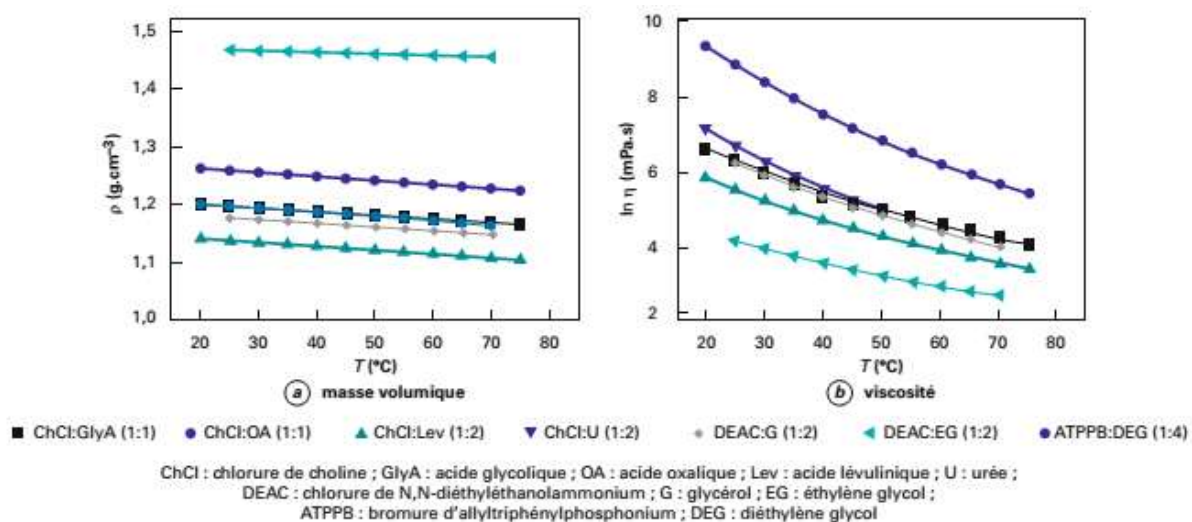 1,5
1,4
1,3
1,2
1,1
1,0
ρ (g.cm–3)
20 30 40 50 60 70 80
T (°C)
a masse volumique
10
8
6
4
2
ln η (mPa.s)
20 30 40 50 60 70 80
T (°C)
b viscosité
ChCl:GlyA (1:1) ChCl:OA (1:1) ChCl:Lev (1:2) ChCl:U (1:2) DEAC:G (1:2) DEAC:EG (1:2) ATPPB:DEG (1:4)
ChCl : chlorure de choline ; GlyA : acide glycolique ; OA : acide oxalique ; Lev : acide lévulinique ; U : urée ;
DEAC : chlorure de N,N-diéthyléthanolammonium ; G : glycérol ; EG : éthylène glycol ;
ATPPB : bromure d'allyltriphénylphosphonium ; DEG : diéthylène glycol